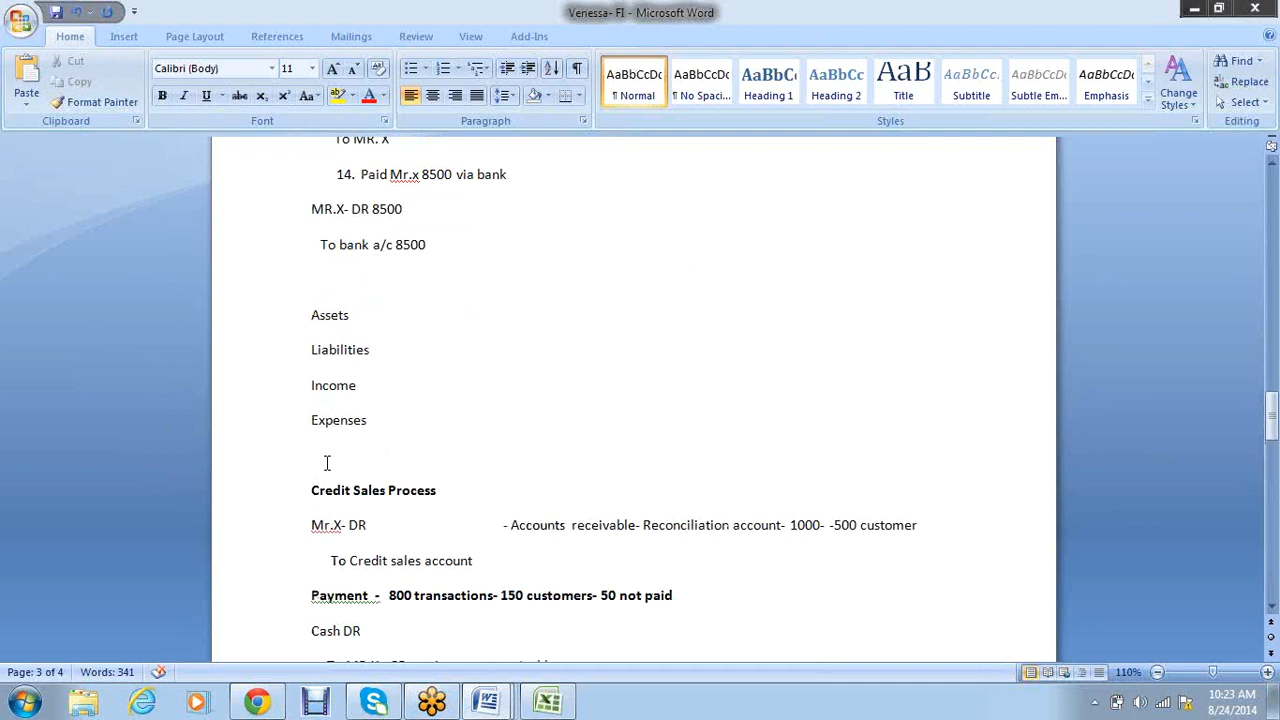 Venessa- FI - Microsoft Word
Home Insert Page Layout References Mailings Review View Add-Ins
Paste
Cut
Copy
Format Painter
Clipboard
Calibri (Body) 11
Font
Paragraph
AaBbCcDc AaBbCcDc AaBbCc AaBbCc AaB AaBbCc. AaBbCcDc AaBbCcDc
¶ Normal ¶ No Spaci... Heading 1 Heading 2 Title Subtitle Subtle Em... Emphasis
Styles
Change Styles
Find
Replace
Select
Editing
To MR. X
14. Paid Mr.x 8500 via bank
MR.X- DR 8500
To bank a/c 8500
Assets
Liabilities
Income
Expenses
Credit Sales Process
Mr.X- DR - Accounts receivable- Reconciliation account- 1000- -500 customer
To Credit sales account
Payment - 800 transactions- 150 customers- 50 not paid
Cash DR
Page: 3 of 4 Words: 341 110%
10:23 AM
8/24/2014